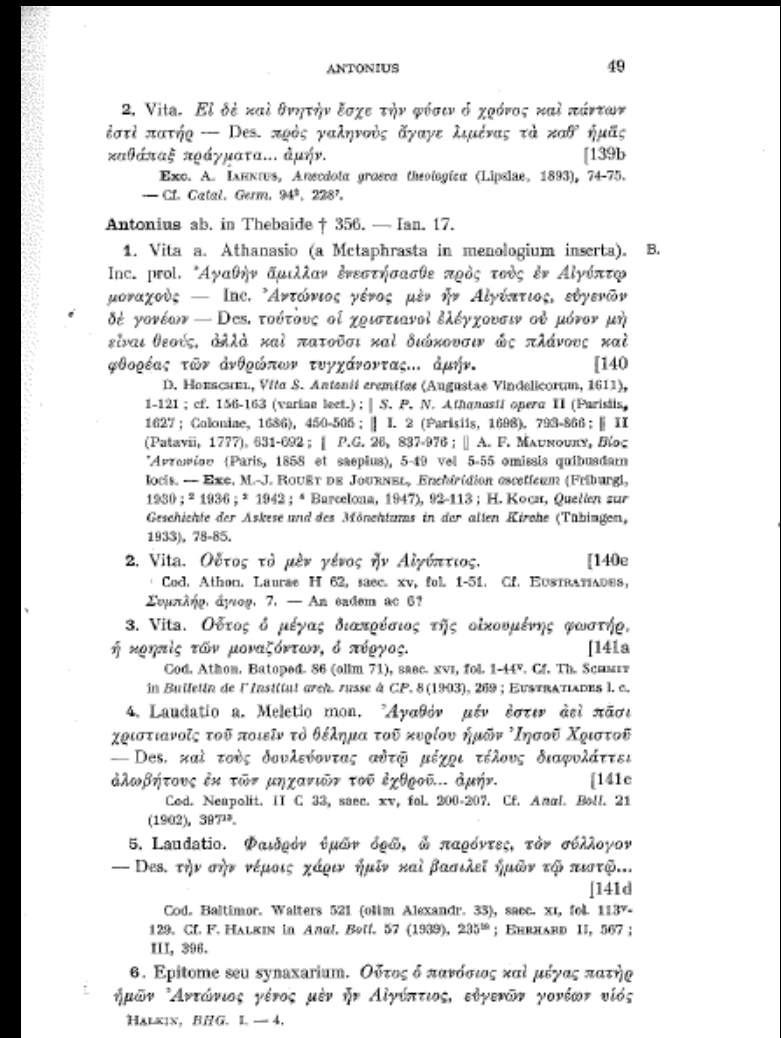 ANTONIUS 49
2. Vita. Εἰ δὲ καὶ θνητὴν ἔσχε τὴν φύσιν ὁ χρόνος καὶ πάντων
ἐστὶ πατήρ — Des. πρὸς γαληνοὺς ἄγαγε λιμένας τὰ καθ' ἡμᾶς
καθάπαξ πράγματα... ἀμήν. [139b
Exc. A. IAHNIUS, Anecdota graeca theologica (Lipsiae, 1893), 74-75.
— Cf. Catal. Germ. 94⁸, 228⁷.
Antonius ab. in Thebaide † 356. — Ian. 17.
1. Vita a. Athanasio (a Metaphrasta in menologium inserta). B.
Inc. prol. Ἀγαθὴν ἅμιλλαν ἐνεστήσασθε πρὸς τοὺς ἐν Αἰγύπτῳ
μοναχοὺς — Inc. Ἀντώνιος γένος μὲν ἦν Αἰγύπτιος, εὐγενῶν
δὲ γονέων — Des. τούτους οἱ χριστιανοὶ ἐλέγχουσιν οὐ μόνον μὴ
εἶναι θεούς, ἀλλὰ καὶ πατοῦσι καὶ διώκουσιν ὡς πλάνους καὶ
φθορέας τῶν ἀνθρώπων τυγχάνοντας... ἀμήν. [140
D. HOESCHEL, Vita S. Antonii eremitae (Augustae Vindelicorum, 1611),
1-121 ; cf. 156-163 (variae lect.) ; || S. P. N. Athanasii opera II (Parisiis,
1627 ; Coloniae, 1686), 450-505 ; || I. 2 (Parisiis, 1698), 793-866 ; || II
(Patavii, 1777), 631-692 ; || P.G. 26, 837-976 ; || A. F. MAUNOURY, Βίος
Ἀντωνίου (Paris, 1858 et saepius), 5-49 vel 5-55 omissis quibusdam
locis. — Exc. M.-J. ROUËT DE JOURNEL, Enchiridion asceticum (Friburgi,
1930 ; ² 1936 ; ³ 1942 ; ⁴ Barcelona, 1947), 92-113 ; H. KOCH, Quellen zur
Geschichte der Askese und des Mönchtums in der alten Kirche (Tübingen,
1933), 78-85.
2. Vita. Οὗτος τὸ μὲν γένος ἦν Αἰγύπτιος. [140e
Cod. Athon. Laurae H 62, saec. XV, fol. 1-51. Cf. EUSTRATIADES,
Συμπλήρ. ἁγιορ. 7. — An eadem ac 6?
3. Vita. Οὗτος ὁ μέγας διαπρύσιος τῆς οἰκουμένης φωστήρ,
ἡ κρηπὶς τῶν μοναζόντων, ὁ πύργος. [141a
Cod. Athon. Batoped. 86 (olim 71), saec. XVI, fol. 1-44ᵛ. Cf. Th. SCHMIT
in Bulletin de l'Institut arch. russe à CP. 8 (1903), 269 ; EUSTRATIADES l. c.
4. Laudatio a. Meletio mon. Ἀγαθὸν μέν ἐστιν ἀεὶ πᾶσι
χριστιανοῖς τοῦ ποιεῖν τὸ θέλημα τοῦ κυρίου ἡμῶν Ἰησοῦ Χριστοῦ
— Des. καὶ τοὺς δουλεύοντας αὐτῷ μέχρι τέλους διαφυλάττει
ἀλωβήτους ἐκ τῶν μηχανιῶν τοῦ ἐχθροῦ... ἀμήν. [141c
Cod. Neapolit. II C 33, saec. XV, fol. 200-207. Cf. Anal. Boll. 21
(1902), 397¹³.
5. Laudatio. Φαιδρὸν ὑμῶν ὁρῶ, ὦ παρόντες, τὸν σύλλογον
— Des. τὴν σὴν νέμοις χάριν ἡμῖν καὶ βασιλεῖ ἡμῶν τῷ πιστῷ...
[141d
Cod. Baltimor. Walters 521 (olim Alexandr. 33), saec. XI, fol. 113ᵛ-
129. Cf. F. HALKIN in Anal. Boll. 57 (1939), 235¹⁰ ; EHRHARD II, 567 ;
III, 396.
6. Epitome seu synaxarium. Οὗτος ὁ πανόσιος καὶ μέγας πατὴρ
ἡμῶν Ἀντώνιος γένος μὲν ἦν Αἰγύπτιος, εὐγενῶν γονέων υἱός
HALKIN, BHG. I. — 4.